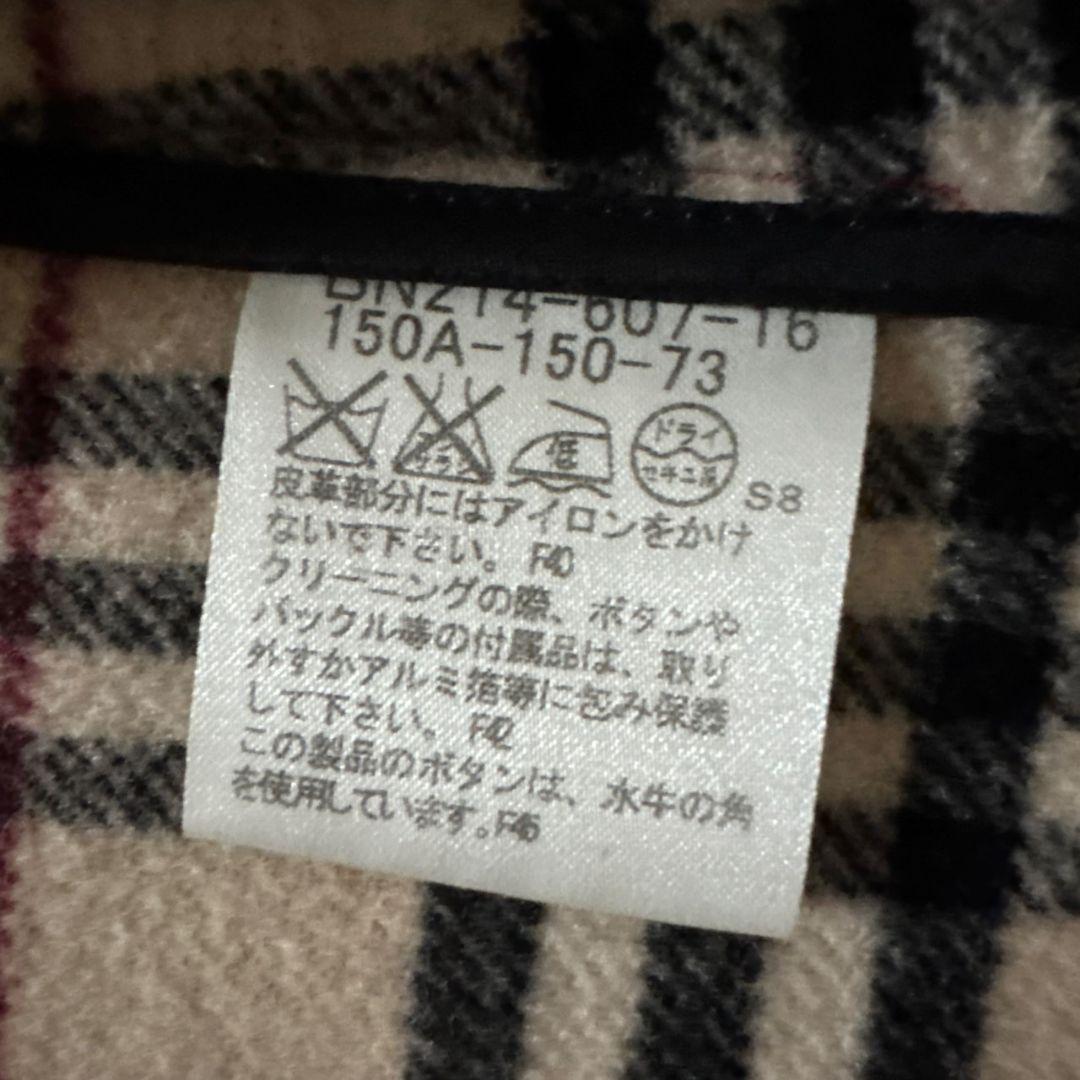 BN214-607-16
150A-150-73
低
ドライ
セキユ系
S8
皮革部分にはアイロンをかけ
ないで下さい。 F40
クリーニングの際、ボタンや
バックル等の付属品は、取り
外すかアルミ箔等に包み保護
して下さい。 F42
この製品のボタンは、水牛の角
を使用しています。F46